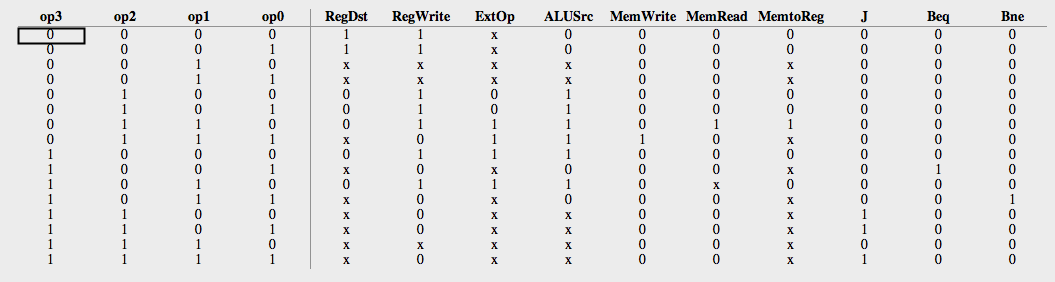 op3 op2 op1 op0 RegDst RegWrite ExtOp ALUSrc MemWrite MemRead MemtoReg J Beq Bne
0 0 0 0 1 1 x 0 0 0 0 0 0 0
0 0 0 1 1 1 x 0 0 0 0 0 0 0
0 0 1 0 x x x x 0 0 x 0 0 0
0 0 1 1 x x x x 0 0 x 0 0 0
0 1 0 0 0 1 0 1 0 0 0 0 0 0
0 1 0 1 0 1 0 1 0 0 0 0 0 0
0 1 1 0 0 1 1 1 0 1 1 0 0 0
0 1 1 1 x 0 1 1 1 0 x 0 0 0
1 0 0 0 0 1 1 1 0 0 0 0 0 0
1 0 0 1 x 0 x 0 0 0 x 0 1 0
1 0 1 0 0 1 1 1 0 x 0 0 0 0
1 0 1 1 x 0 x 0 0 0 x 0 0 1
1 1 0 0 x 0 x x 0 0 x 1 0 0
1 1 0 1 x 0 x x 0 0 x 1 0 0
1 1 1 0 x x x x 0 0 x 0 0 0
1 1 1 1 x 0 x x 0 0 x 1 0 0